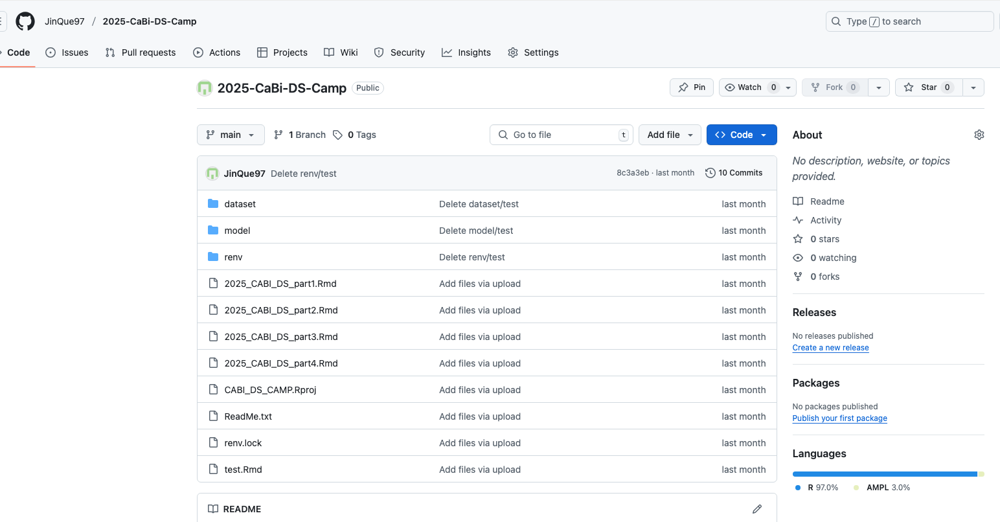 JinQue97 / 2025-CaBi-DS-Camp
Type / to search
Code Issues Pull requests Actions Projects Wiki Security Insights Settings
2025-CaBi-DS-Camp Public
Pin Watch 0 Fork 0 Star 0
main 1 Branch 0 Tags
Go to file t Add file Code
JinQue97 Delete renv/test 8c3a3eb · last month 10 Commits
dataset Delete dataset/test last month
model Delete model/test last month
renv Delete renv/test last month
2025_CABI_DS_part1.Rmd Add files via upload last month
2025_CABI_DS_part2.Rmd Add files via upload last month
2025_CABI_DS_part3.Rmd Add files via upload last month
2025_CABI_DS_part4.Rmd Add files via upload last month
CABI_DS_CAMP.Rproj Add files via upload last month
ReadMe.txt Add files via upload last month
renv.lock Add files via upload last month
test.Rmd Add files via upload last month
README
About
No description, website, or topics
provided.
Readme
Activity
0 stars
0 watching
0 forks
Releases
No releases published
Create a new release
Packages
No packages published
Publish your first package
Languages
R 97.0% AMPL 3.0%